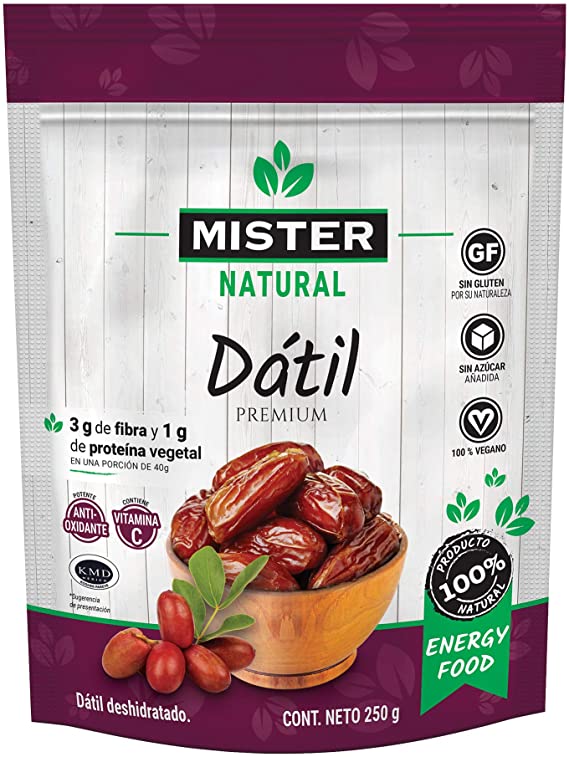 MISTER
NATURAL
Dátil
PREMIUM
GF
SIN GLUTEN
POR SU NATURALEZA
SIN AZÚCAR
AÑADIDA
100 % VEGANO
3 g de fibra y 1 g
de proteína vegetal
EN UNA PORCIÓN DE 40g
POTENTE
ANTI-
OXIDANTE
CONTIENE
VITAMINA
C
KMD
MÉXICO
*Sugerencia
de presentación
PRODUCTO
100%
NATURAL
ENERGY
FOOD
Dátil deshidratado.
CONT. NETO 250 g